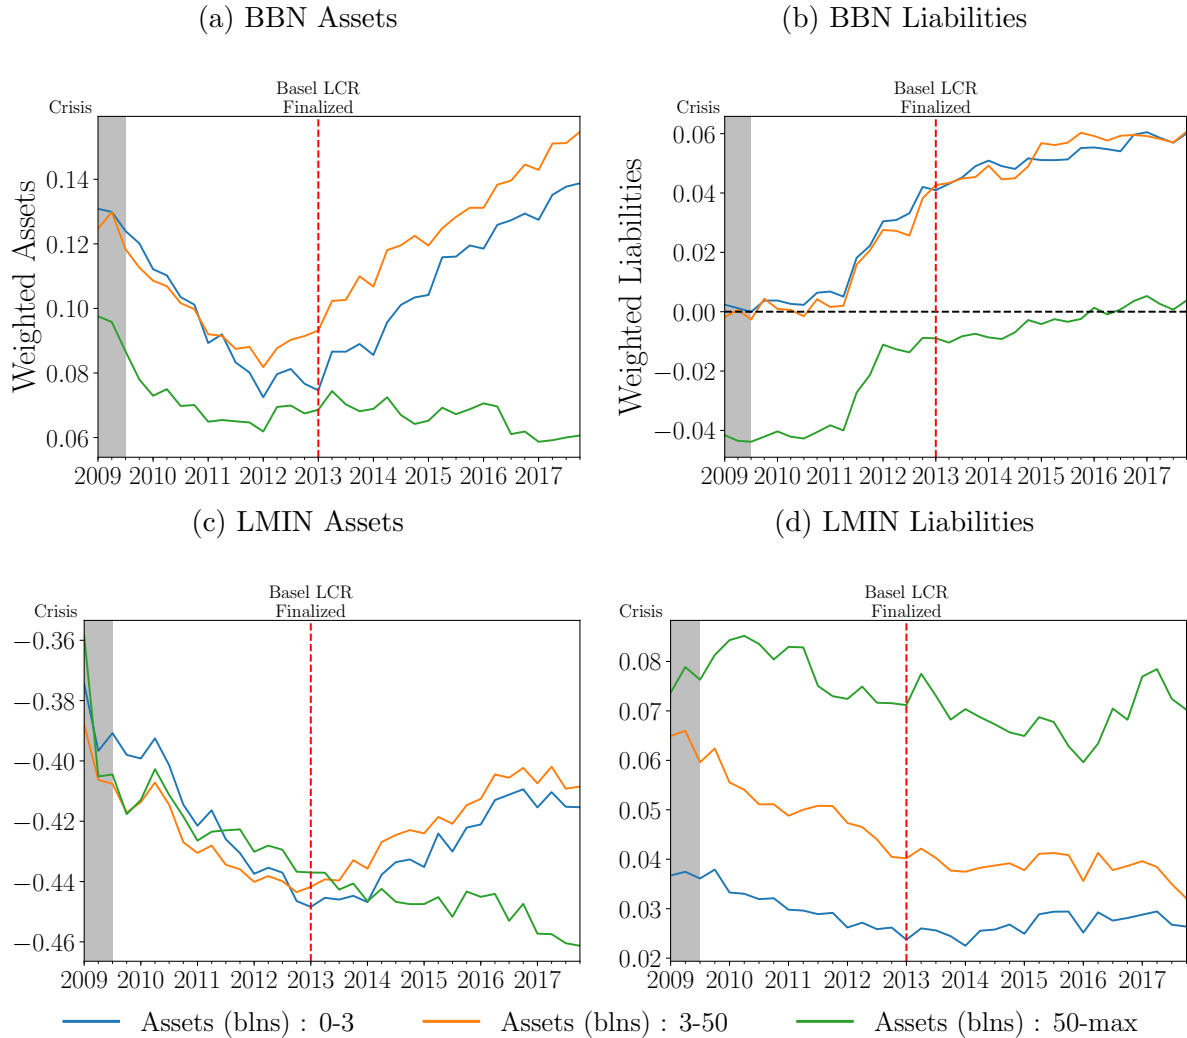 (a) BBN Assets
(b) BBN Liabilities
Crisis
Basel LCR
Finalized
Weighted Assets
0.14
0.12
0.10
0.08
0.06
2009 2010 2011 2012 2013 2014 2015 2016 2017
Crisis
Basel LCR
Finalized
Weighted Liabilities
0.06
0.04
0.02
0.00
−0.02
−0.04
2009 2010 2011 2012 2013 2014 2015 2016 2017
(c) LMIN Assets
(d) LMIN Liabilities
Crisis
Basel LCR
Finalized
−0.36
−0.38
−0.40
−0.42
−0.44
−0.46
2009 2010 2011 2012 2013 2014 2015 2016 2017
Crisis
Basel LCR
Finalized
0.08
0.07
0.06
0.05
0.04
0.03
0.02
2009 2010 2011 2012 2013 2014 2015 2016 2017
Assets (blns) : 0-3
Assets (blns) : 3-50
Assets (blns) : 50-max